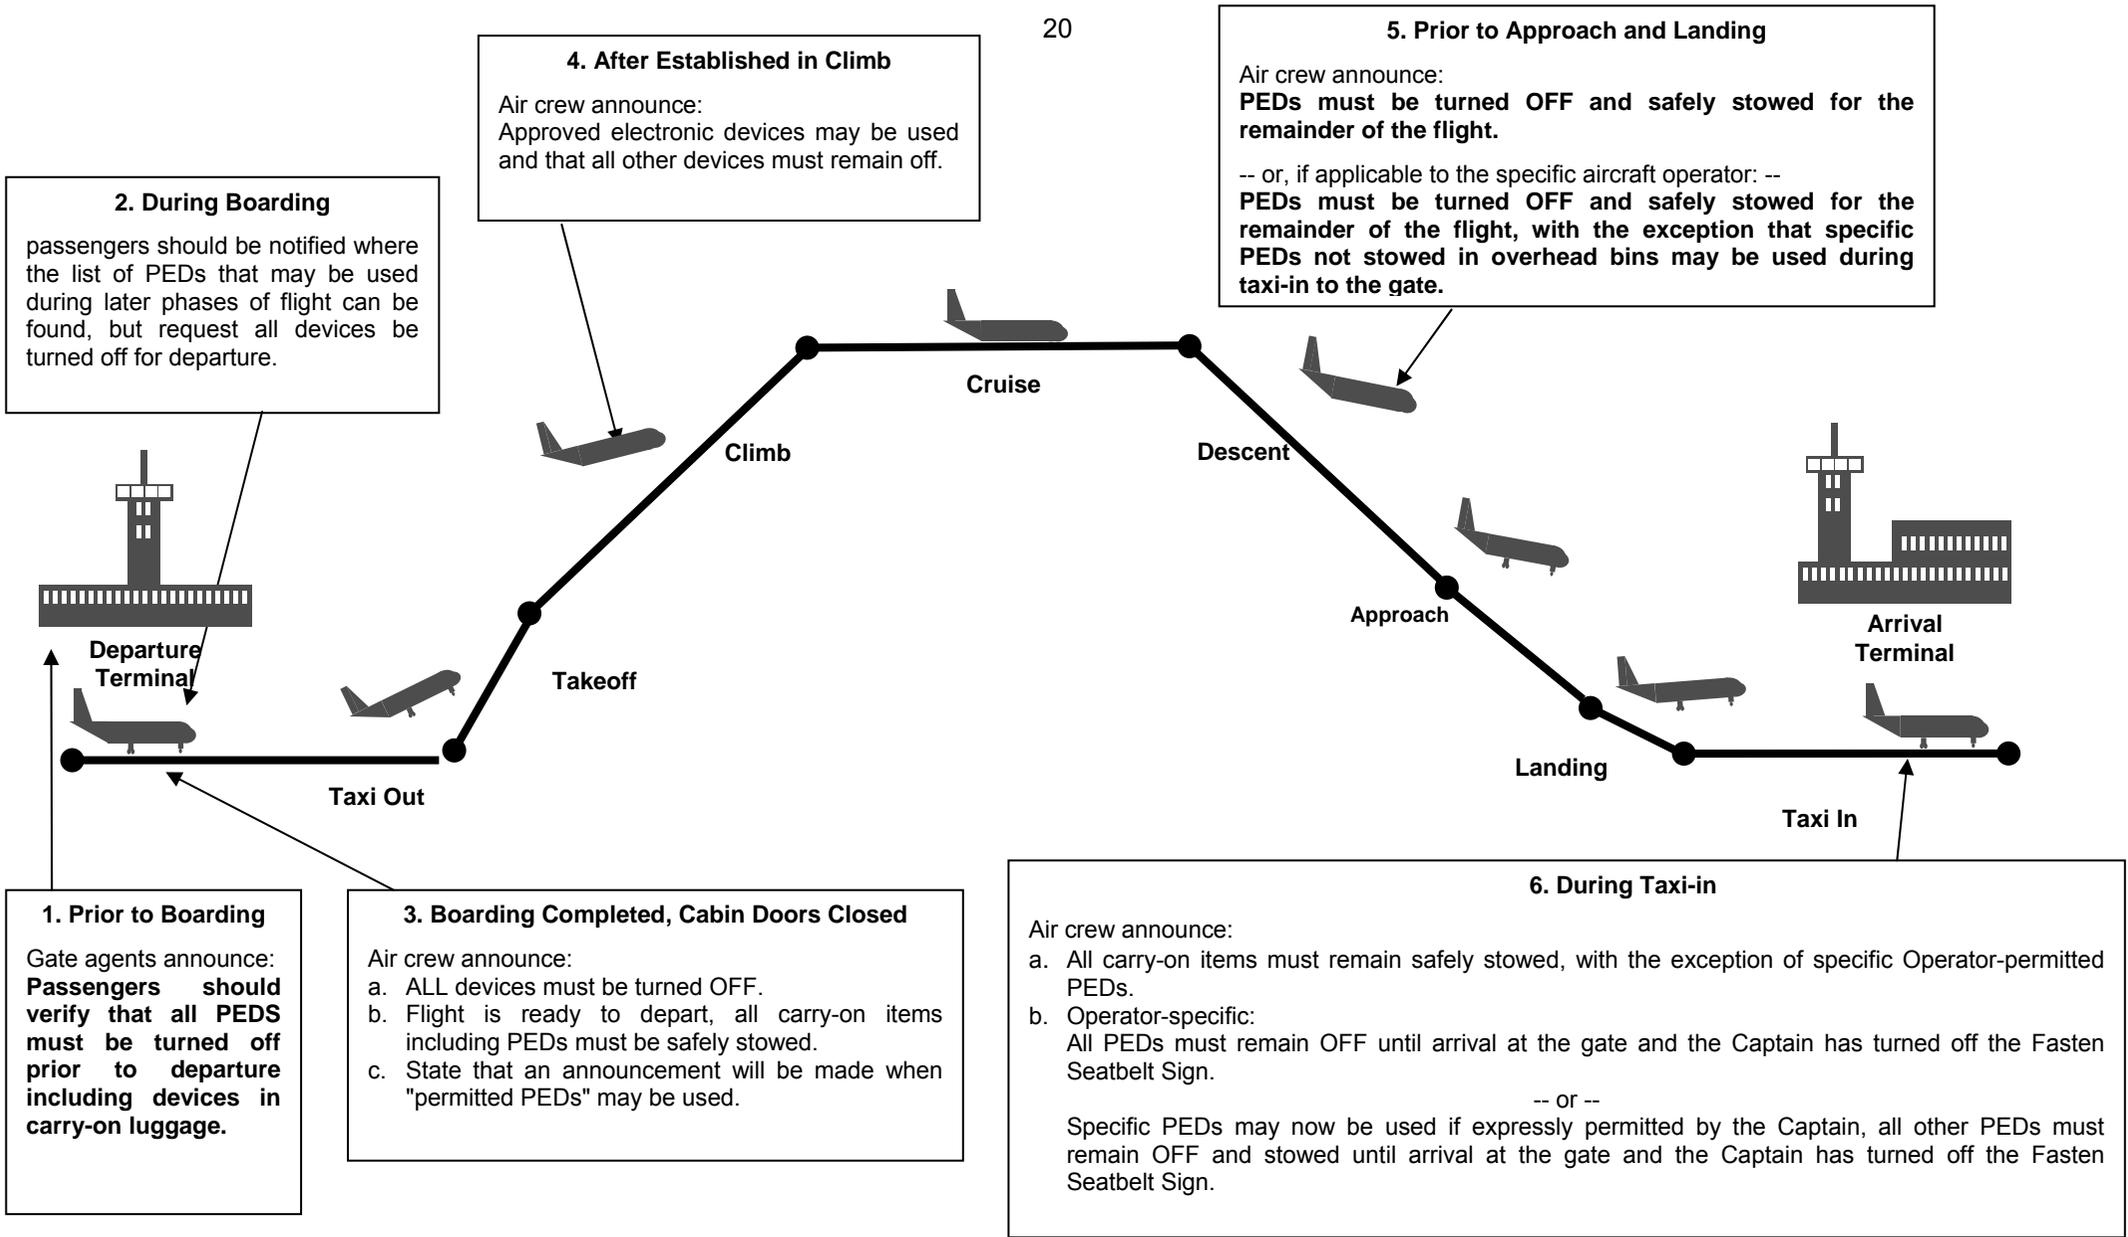 20
5. Prior to Approach and Landing
Air crew announce:
PEDs must be turned OFF and safely stowed for the
remainder of the flight.
-- or, if applicable to the specific aircraft operator: --
PEDs must be turned OFF and safely stowed for the
remainder of the flight, with the exception that specific
PEDs not stowed in overhead bins may be used during
taxi-in to the gate.
4. After Established in Climb
Air crew announce:
Approved electronic devices may be used
and that all other devices must remain off.
2. During Boarding
passengers should be notified where
the list of PEDs that may be used
during later phases of flight can be
found, but request all devices be
turned off for departure.
Cruise
Climb
Descent
Approach
Departure
Terminal
Takeoff
Arrival
Terminal
Taxi Out
Landing
Taxi In
1. Prior to Boarding
Gate agents announce:
Passengers should
verify that all PEDS
must be turned off
prior to departure
including devices in
carry-on luggage.
3. Boarding Completed, Cabin Doors Closed
Air crew announce:
a. ALL devices must be turned OFF.
b. Flight is ready to depart, all carry-on items
including PEDs must be safely stowed.
c. State that an announcement will be made when
"permitted PEDs" may be used.
6. During Taxi-in
Air crew announce:
a. All carry-on items must remain safely stowed, with the exception of specific Operator-permitted
PEDs.
b. Operator-specific:
All PEDs must remain OFF until arrival at the gate and the Captain has turned off the Fasten
Seatbelt Sign.
-- or --
Specific PEDs may now be used if expressly permitted by the Captain, all other PEDs must
remain OFF and stowed until arrival at the gate and the Captain has turned off the Fasten
Seatbelt Sign.